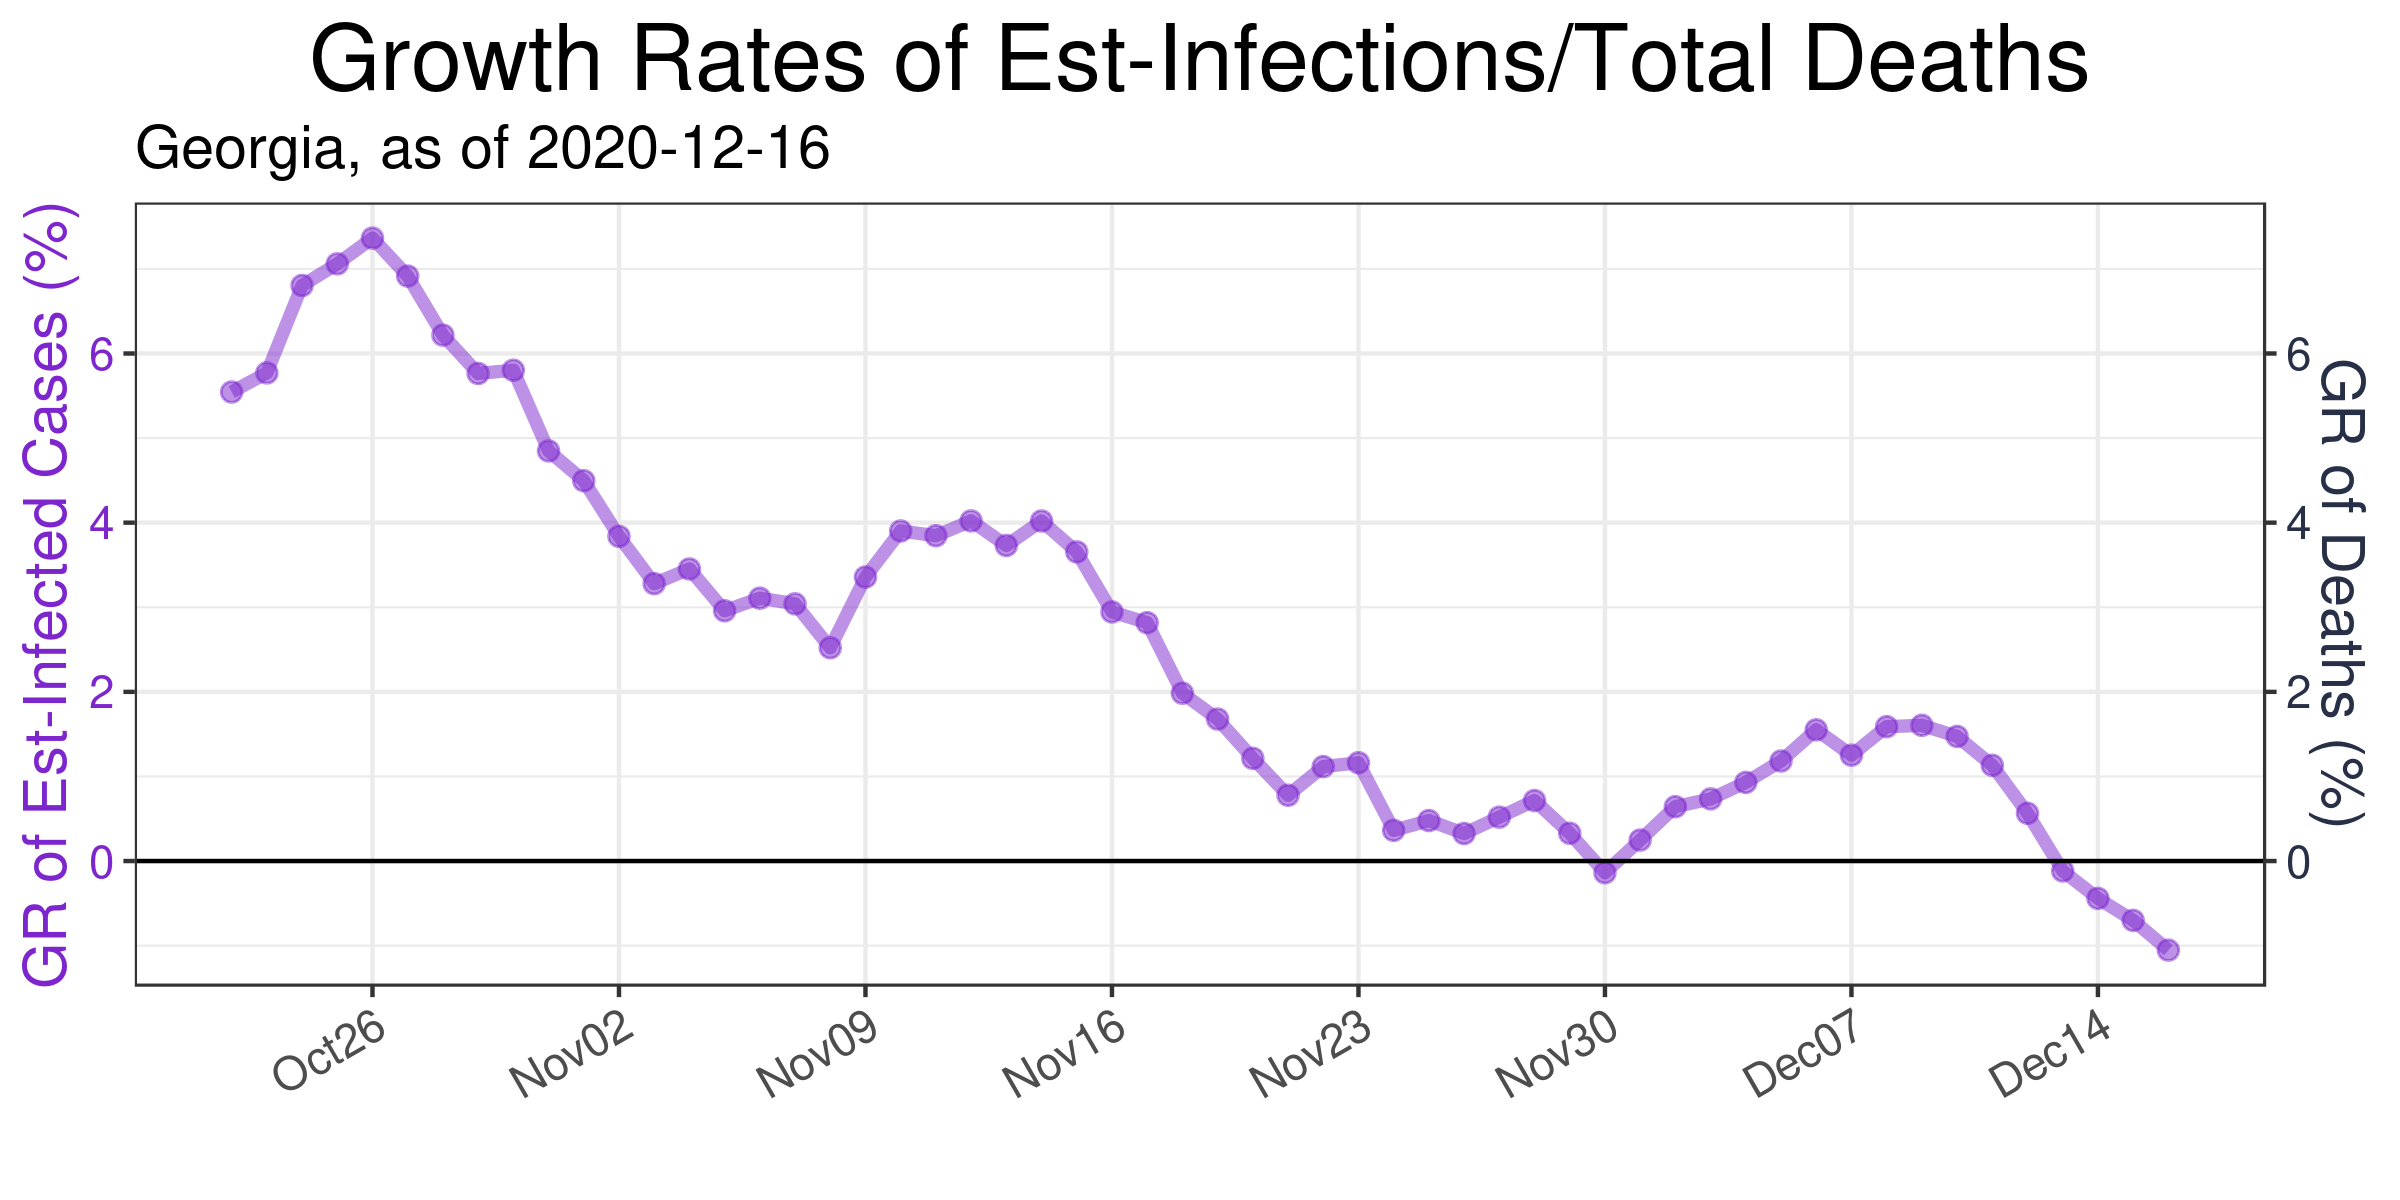 Growth Rates of Est-Infections/Total Deaths
Georgia, as of 2020-12-16
GR of Est-Infected Cases (%)
6
4
2
0
6
4
2
0
GR of Deaths (%)
Oct26
Nov02
Nov09
Nov16
Nov23
Nov30
Dec07
Dec14